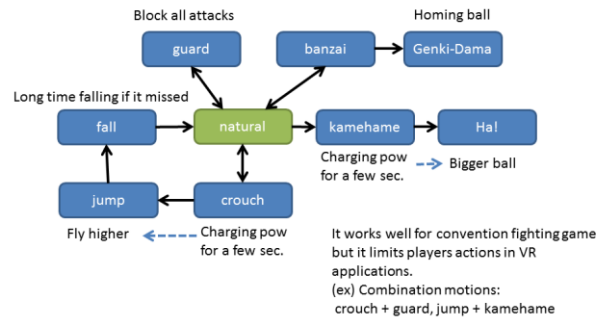 Block all attacks
Homing ball
guard
banzai
Genki-Dama
Long time falling if it missed
fall
natural
kamehame
Ha!
Charging pow
for a few sec.
Bigger ball
jump
crouch
Fly higher
Charging pow
for a few sec.
It works well for convention fighting game
but it limits players actions in VR
applications.
(ex) Combination motions:
crouch + guard, jump + kamehame